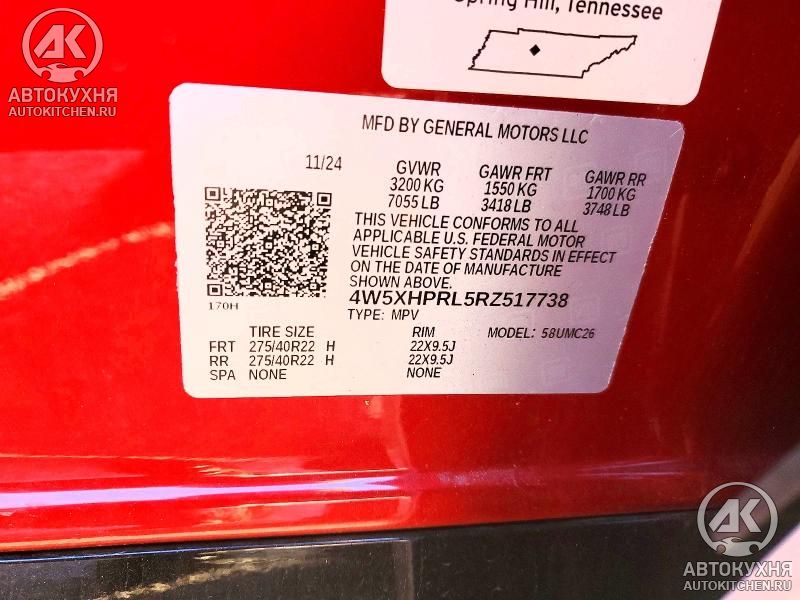 Spring Hill, Tennessee
АК
АВТОКУХНЯ
AUTOKITCHEN.RU
MFD BY GENERAL MOTORS LLC
11/24 GVWR GAWR FRT GAWR RR
3200 KG 1550 KG 1700 KG
7055 LB 3418 LB 3748 LB
THIS VEHICLE CONFORMS TO ALL
APPLICABLE U.S. FEDERAL MOTOR
VEHICLE SAFETY STANDARDS IN EFFECT
ON THE DATE OF MANUFACTURE
SHOWN ABOVE.
170H
4W5XHPRL5RZ517738
TYPE: MPV
TIRE SIZE RIM MODEL: 58UMC26
FRT 275/40R22 H 22X9.5J
RR 275/40R22 H 22X9.5J
SPA NONE NONE
АК
АВТОКУХНЯ
AUTOKITCHEN.RU